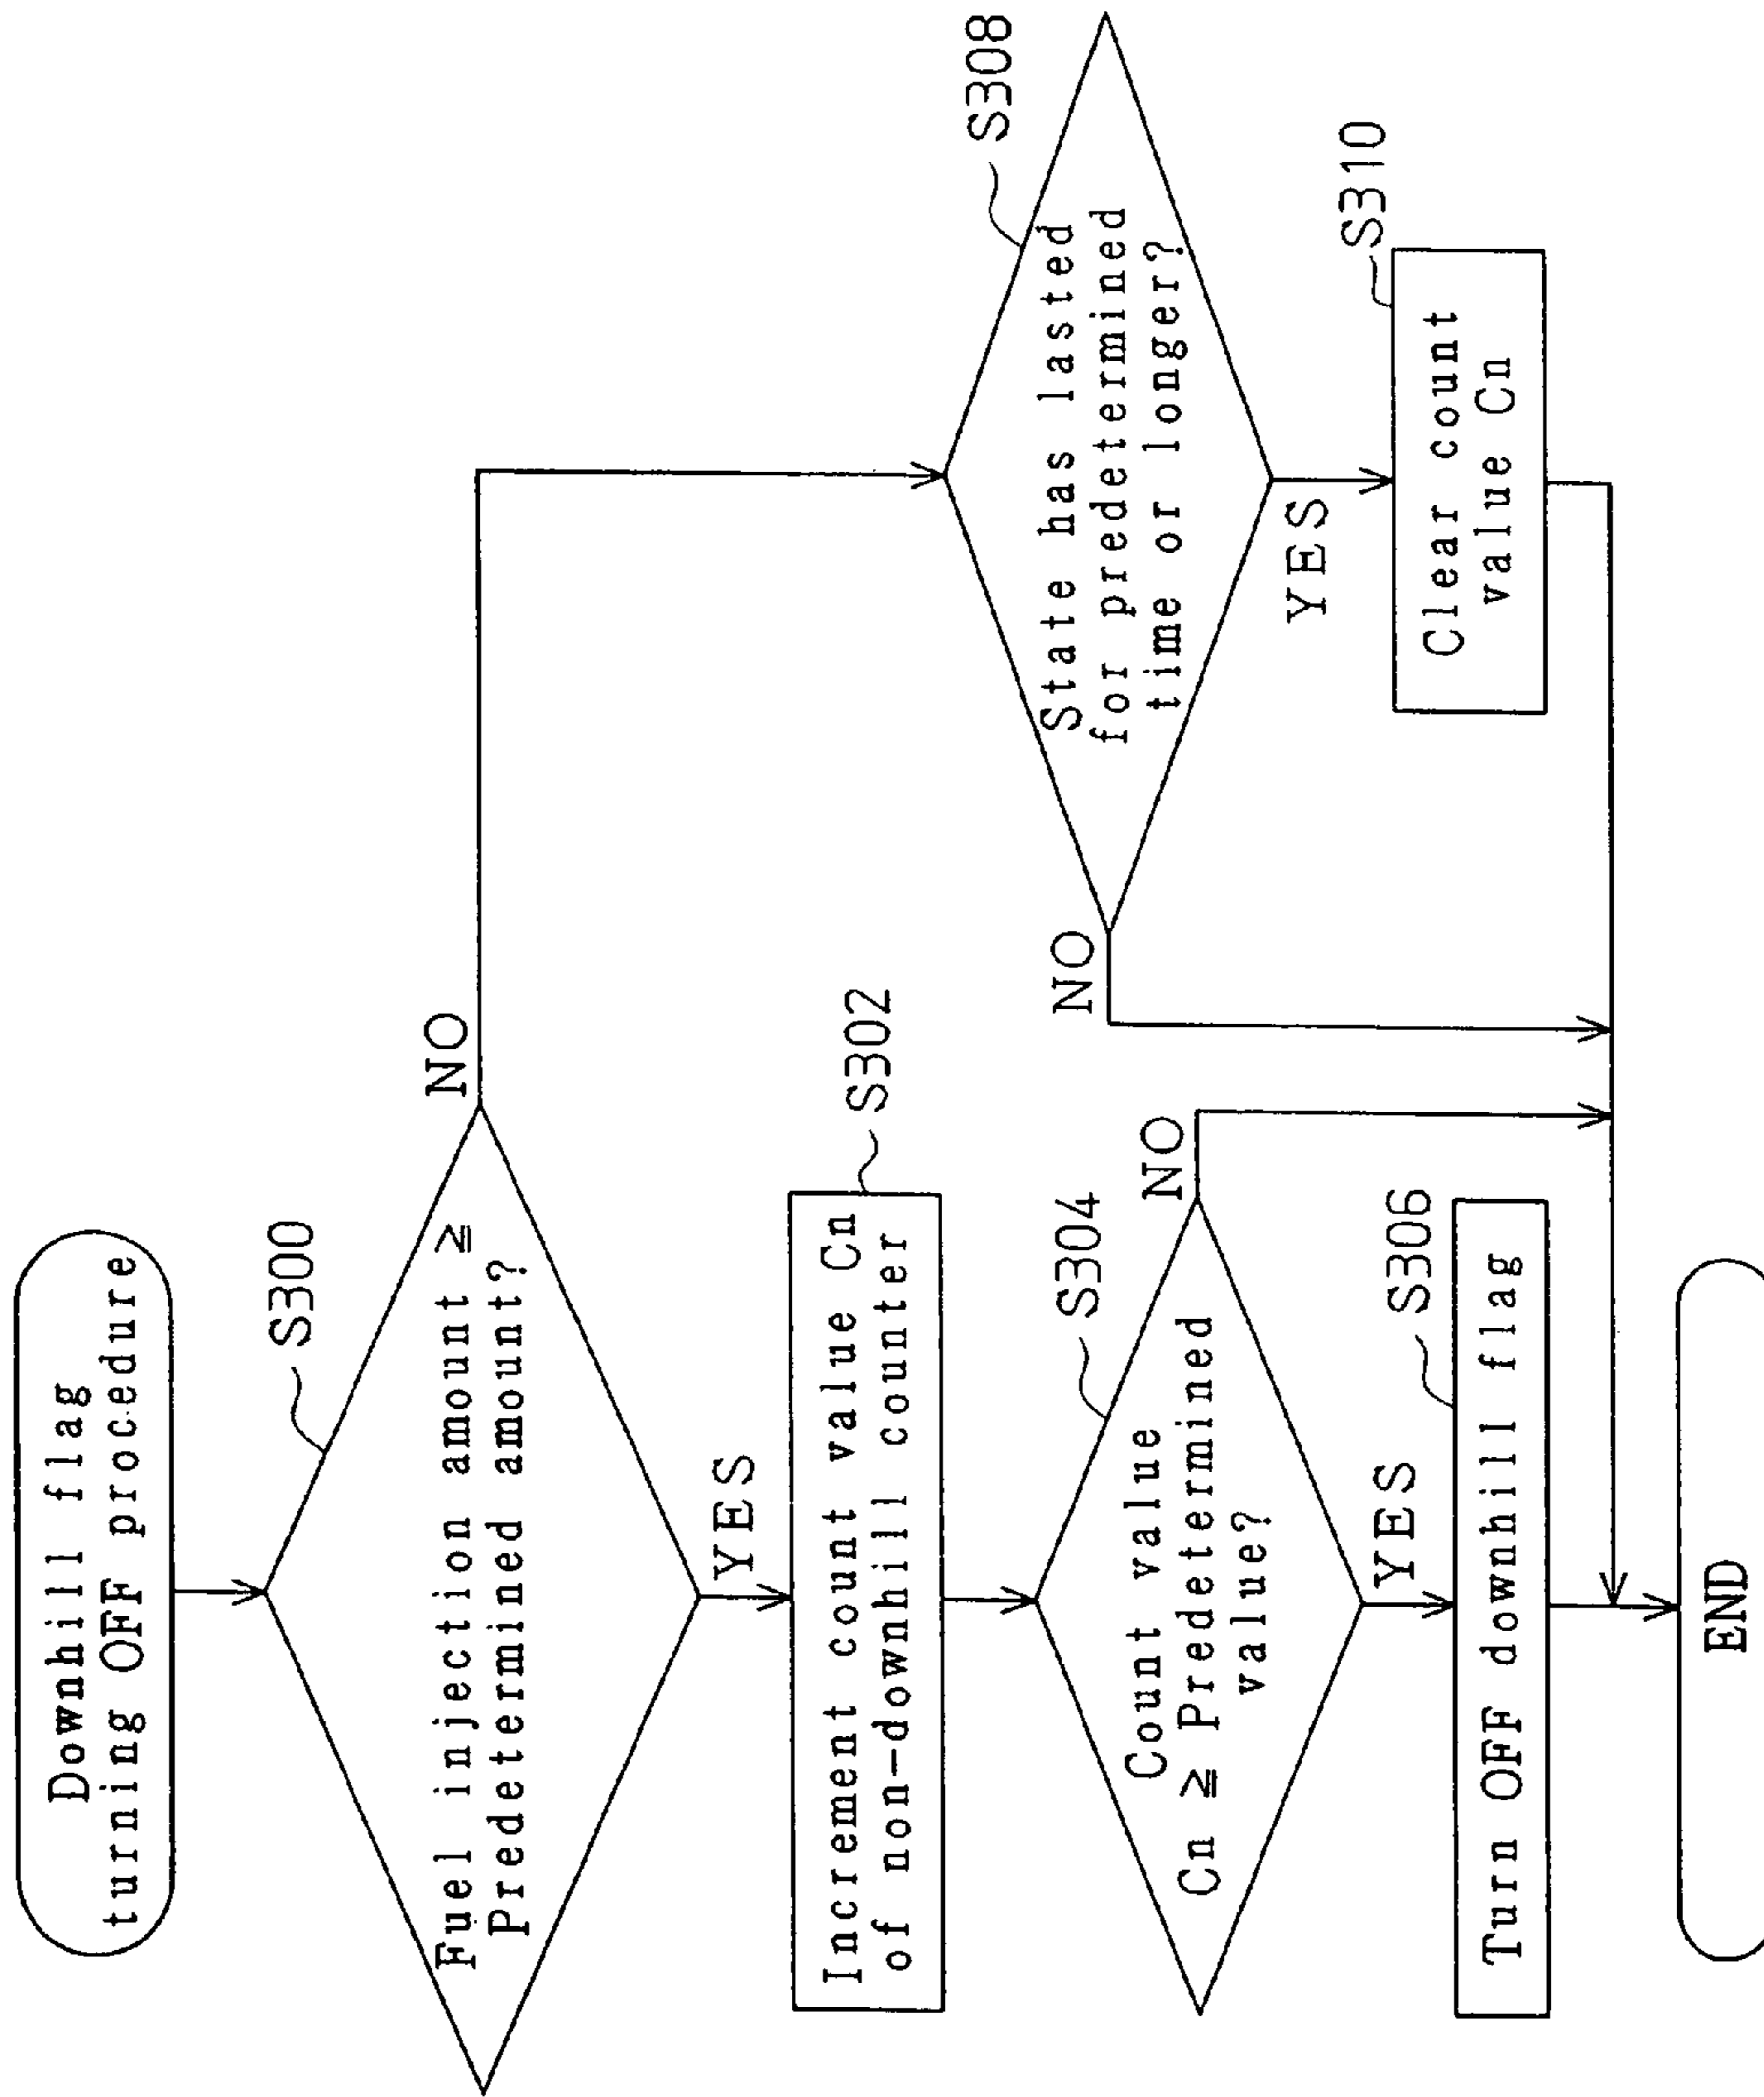 Downhill flag
turning OFF procedure
S300
Fuel injection amount ≧
Predetermined amount?
NO
YES
S302
Increment count value Cn
of non-downhill counter
S304
Count value
Cn ≧ Predetermined
value?
NO
YES
S306
Turn OFF downhill flag
S308
State has lasted
for predetermined
time or longer?
NO
YES
S310
Clear count
value Cn
END